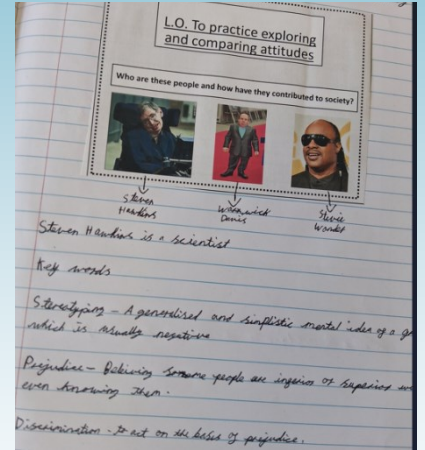 L.O. To practice exploring
and comparing attitudes
Who are these people and how have they contributed to society?
Steven
Hawkins
Warwick
Davis
Stevie
Wonder
Steven Hawkins is a scientist
Key words
Stereotyping - A generalised and simplistic mental idea of a
which is usually negative
Prejudice - Believing some people are inferior or superior
even knowing them.
Discrimination - to act on the basis of prejudice.